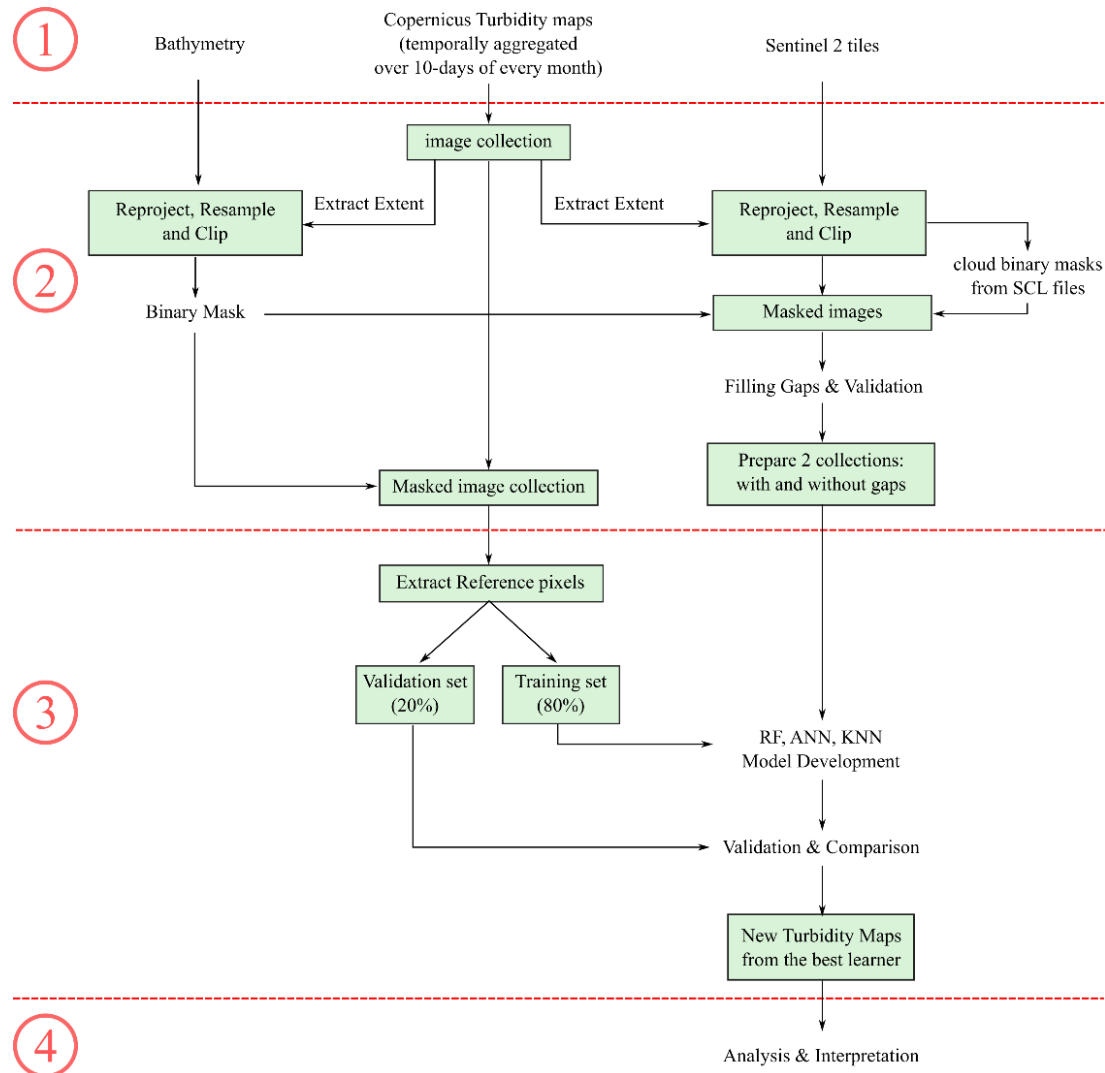 1
Bathymetry
Copernicus Turbidity maps
(temporally aggregated
over 10-days of every month)
Sentinel 2 tiles
2
image collection
Reproject, Resample
and Clip
Extract Extent
Extract Extent
Reproject, Resample
and Clip
cloud binary masks
from SCL files
Binary Mask
Masked images
Filling Gaps & Validation
Prepare 2 collections:
with and without gaps
Masked image collection
3
Extract Reference pixels
Validation set
(20%)
Training set
(80%)
RF, ANN, KNN
Model Development
Validation & Comparison
New Turbidity Maps
from the best learner
4
Analysis & Interpretation